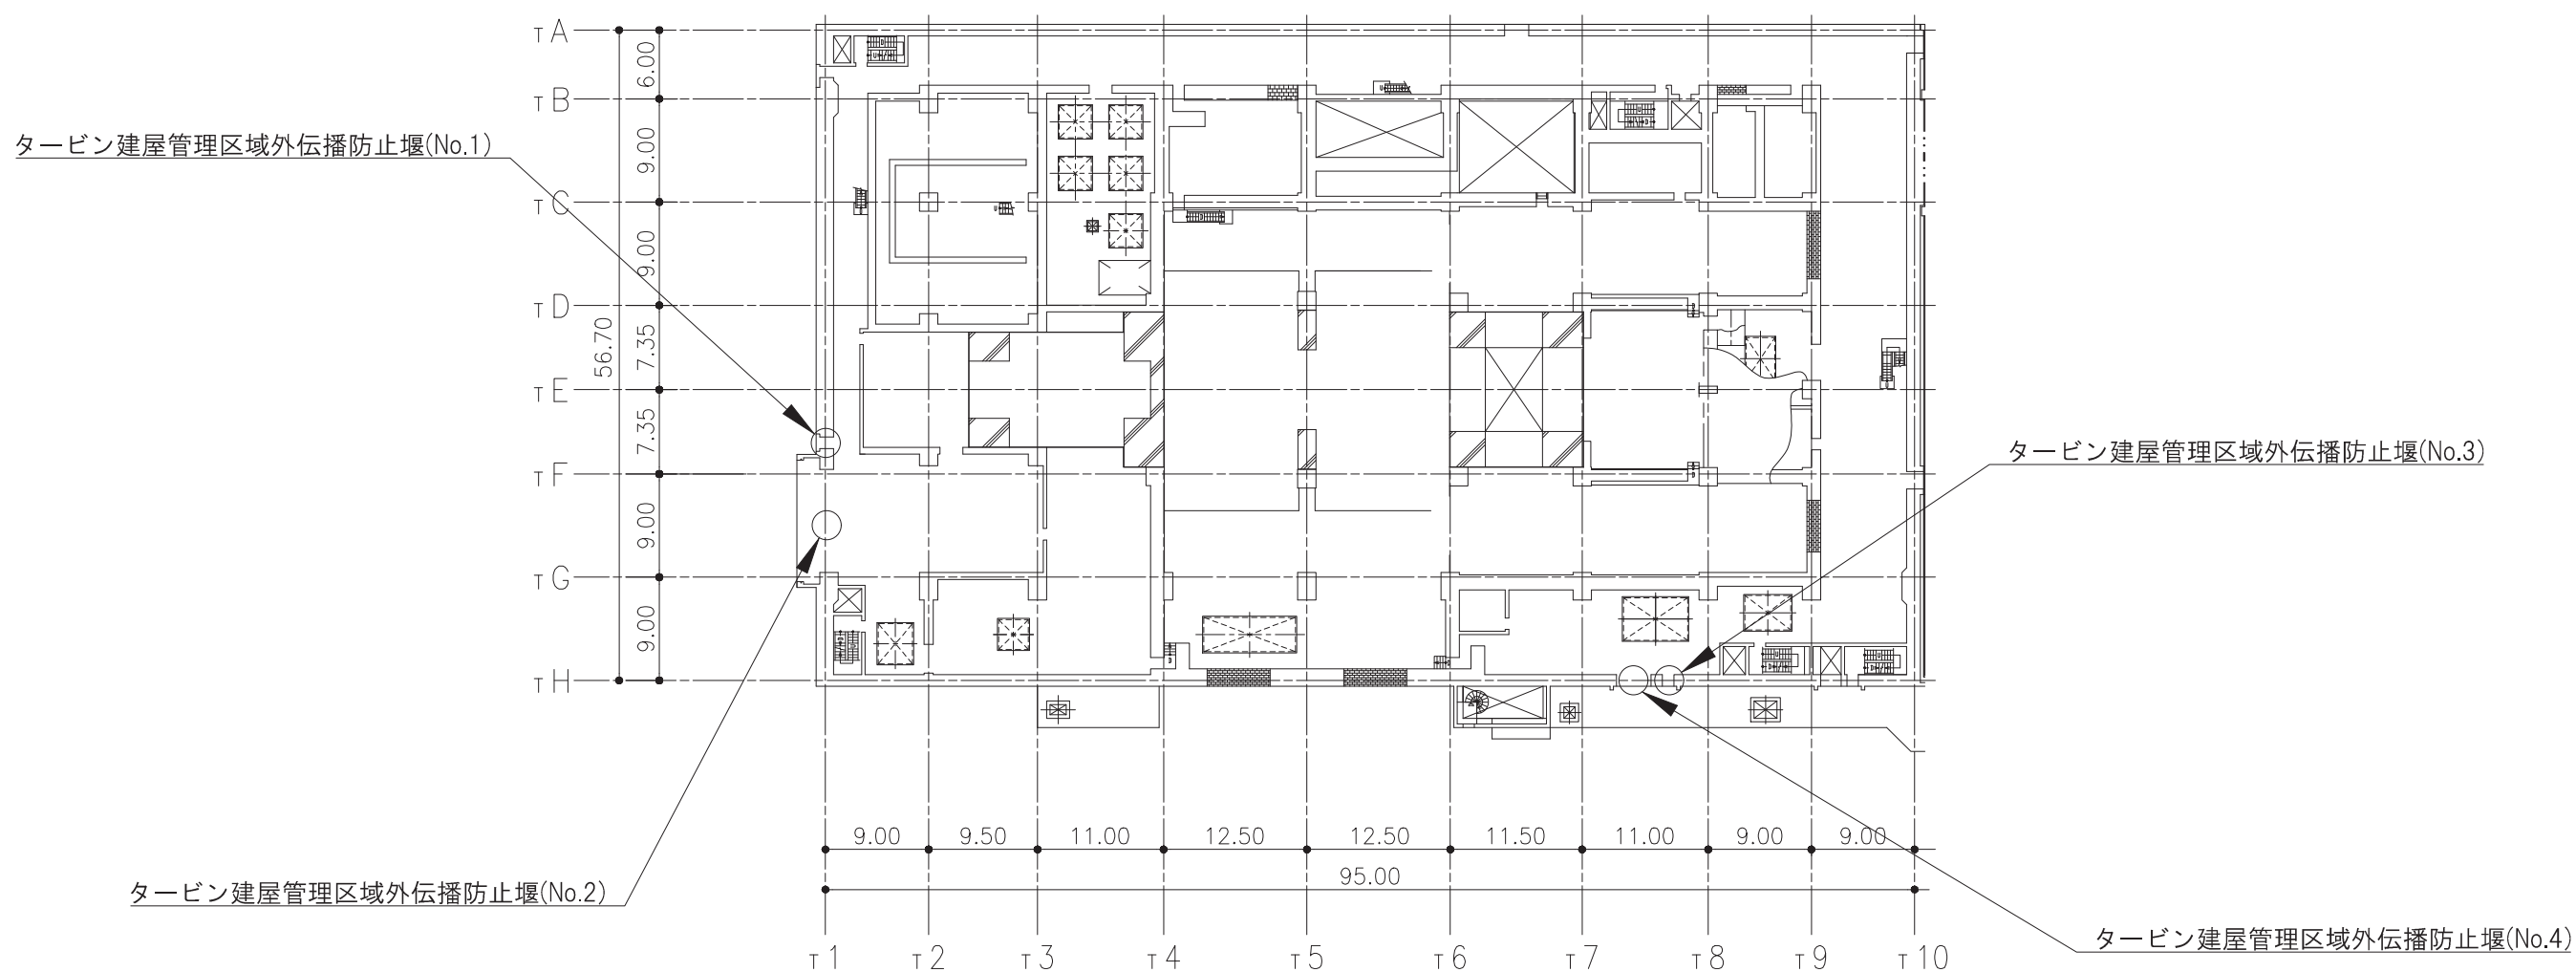 TA
TB
TC
TD
TE
TF
TG
TH
6.00
9.00
9.00
7.35
7.35
9.00
9.00
56.70
タービン建屋管理区域外伝播防止堰(No.1)
タービン建屋管理区域外伝播防止堰(No.3)
タービン建屋管理区域外伝播防止堰(No.2)
タービン建屋管理区域外伝播防止堰(No.4)
9.00 9.50 11.00 12.50 12.50 11.50 11.00 9.00 9.00
95.00
T1 T2 T3 T4 T5 T6 T7 T8 T9 T10